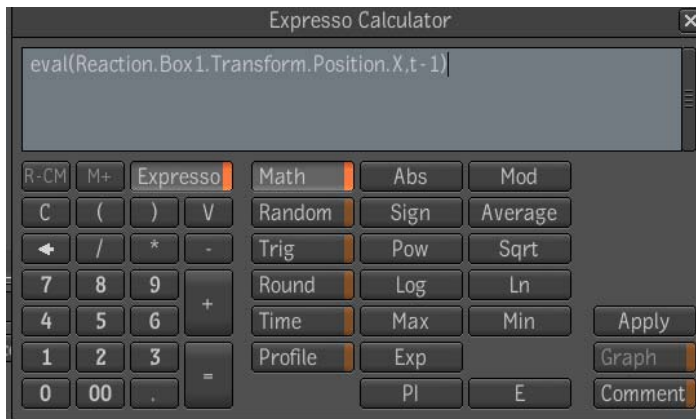 Expresso Calculator
eval(Reaction.Box1.Transform.Position.X,t-1)
R-CM M+ Expresso Math Abs Mod
C ( ) V Random Sign Average
/ * - Trig Pow Sqrt
7 8 9 + Round Log Ln
4 5 6 Time Max Min Apply
1 2 3 = Profile Exp Graph
0 00 . PI E Comment